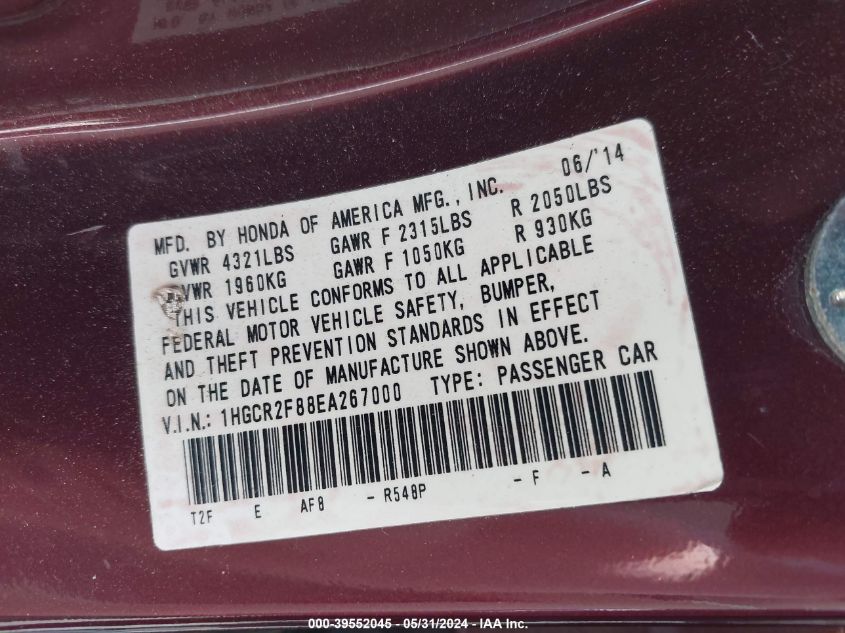 MFD. BY HONDA OF AMERICA MFG., INC. 06/'14
GVWR 4321LBS GAWR F 2315LBS R 2050LBS
VWR 1960KG GAWR F 1050KG R 930KG
THIS VEHICLE CONFORMS TO ALL APPLICABLE
FEDERAL MOTOR VEHICLE SAFETY, BUMPER,
AND THEFT PREVENTION STANDARDS IN EFFECT
ON THE DATE OF MANUFACTURE SHOWN ABOVE.
V.I.N.: 1HGCR2F88EA267000 TYPE: PASSENGER CAR
T2F E AF8 - R548P - F - A
000-39552045 - 05/31/2024 - IAA Inc.